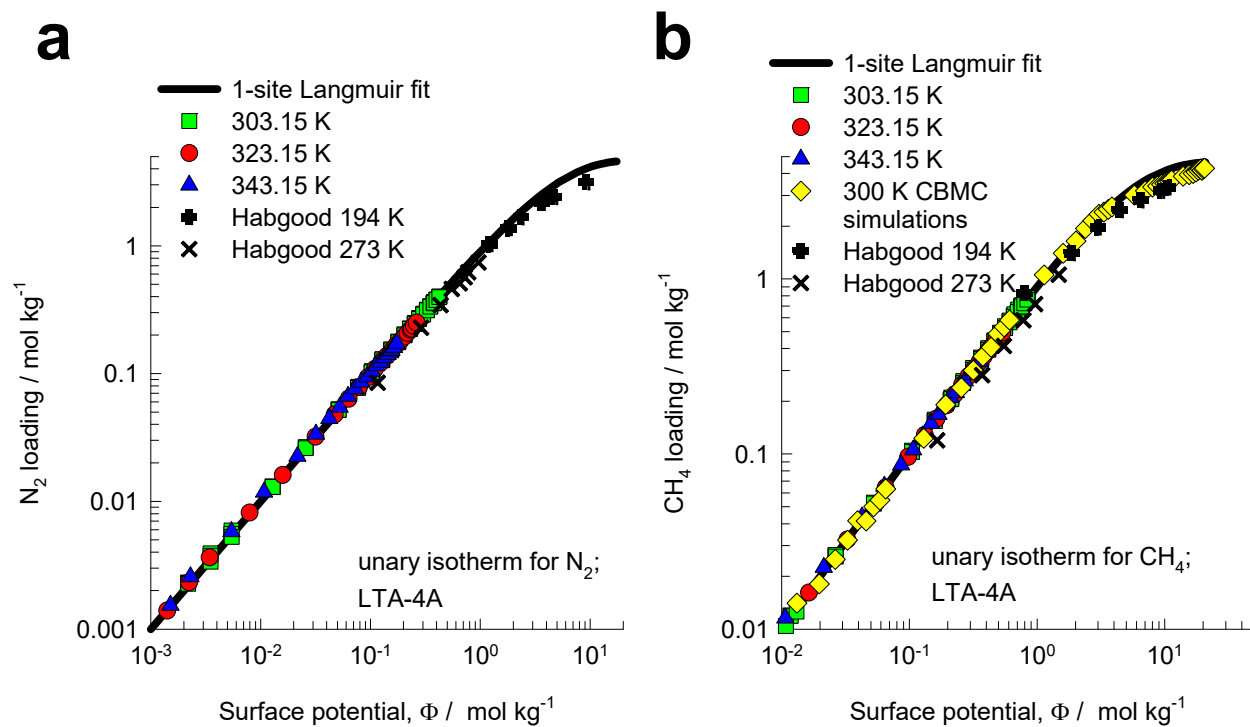 a
1-site Langmuir fit
303.15 K
323.15 K
343.15 K
Habgood 194 K
Habgood 273 K
N2 loading / mol kg-1
1
0.1
0.01
0.001
10-3
10-2
10-1
100
101
unary isotherm for N2;
LTA-4A
Surface potential, Φ / mol kg-1
b
1-site Langmuir fit
303.15 K
323.15 K
343.15 K
300 K CBMC
simulations
Habgood 194 K
Habgood 273 K
CH4 loading / mol kg-1
1
0.1
0.01
10-2
10-1
100
101
unary isotherm for CH4;
LTA-4A
Surface potential, Φ / mol kg-1